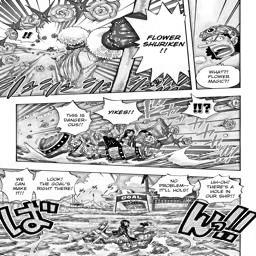 FLOWER
SHURIKEN
!!
!!
WHAT?!
FLOWER
MAGIC?!
!!?
YIKES!!
THIS IS
DANGER-
OUS!!
UH-OH,
THERE'S
A HOLE
IN OUR
SHIP!!
NO
PROBLEM--
IT'LL HOLD!
LOOK!
THE GOAL'S
RIGHT THERE!
WE CAN
MAKE
IT!!
GOAL